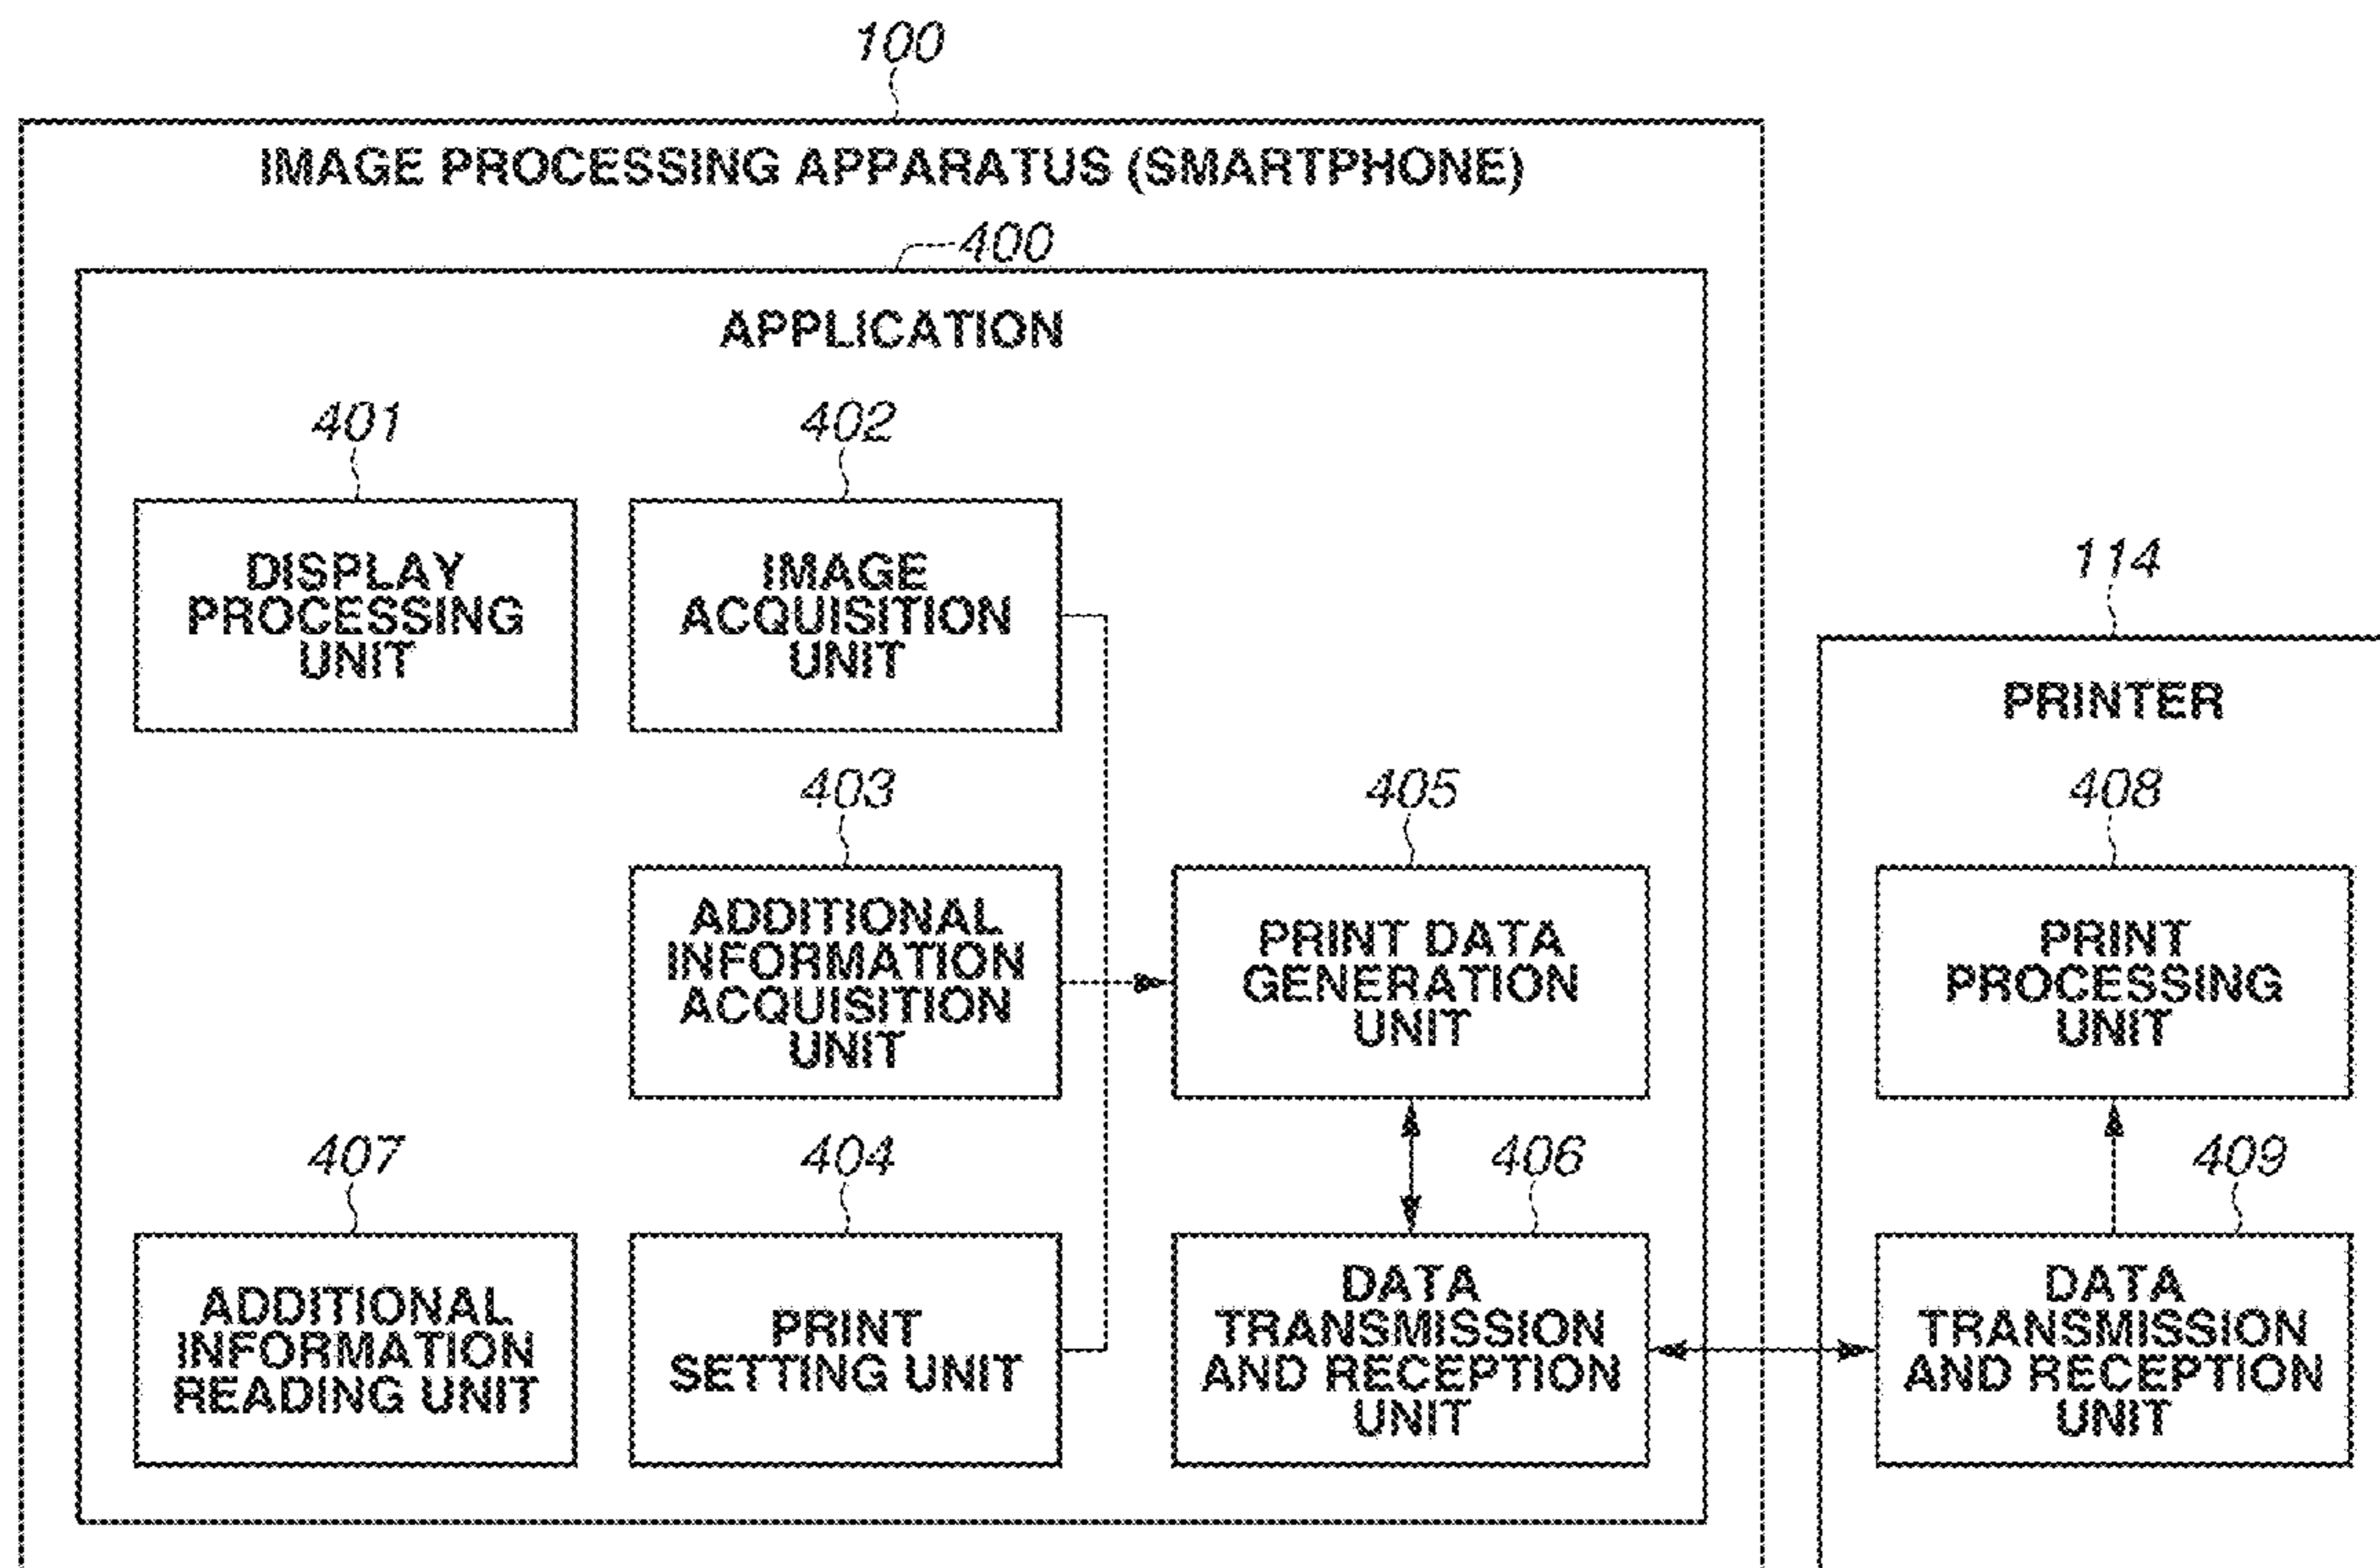 100
IMAGE PROCESSING APPARATUS (SMARTPHONE)
400
APPLICATION
401
DISPLAY
PROCESSING
UNIT
402
IMAGE
ACQUISITION
UNIT
403
ADDITIONAL
INFORMATION
ACQUISITION
UNIT
405
PRINT DATA
GENERATION
UNIT
407
ADDITIONAL
INFORMATION
READING UNIT
404
PRINT
SETTING UNIT
406
DATA
TRANSMISSION
AND RECEPTION
UNIT
114
PRINTER
408
PRINT
PROCESSING
UNIT
409
DATA
TRANSMISSION
AND RECEPTION
UNIT